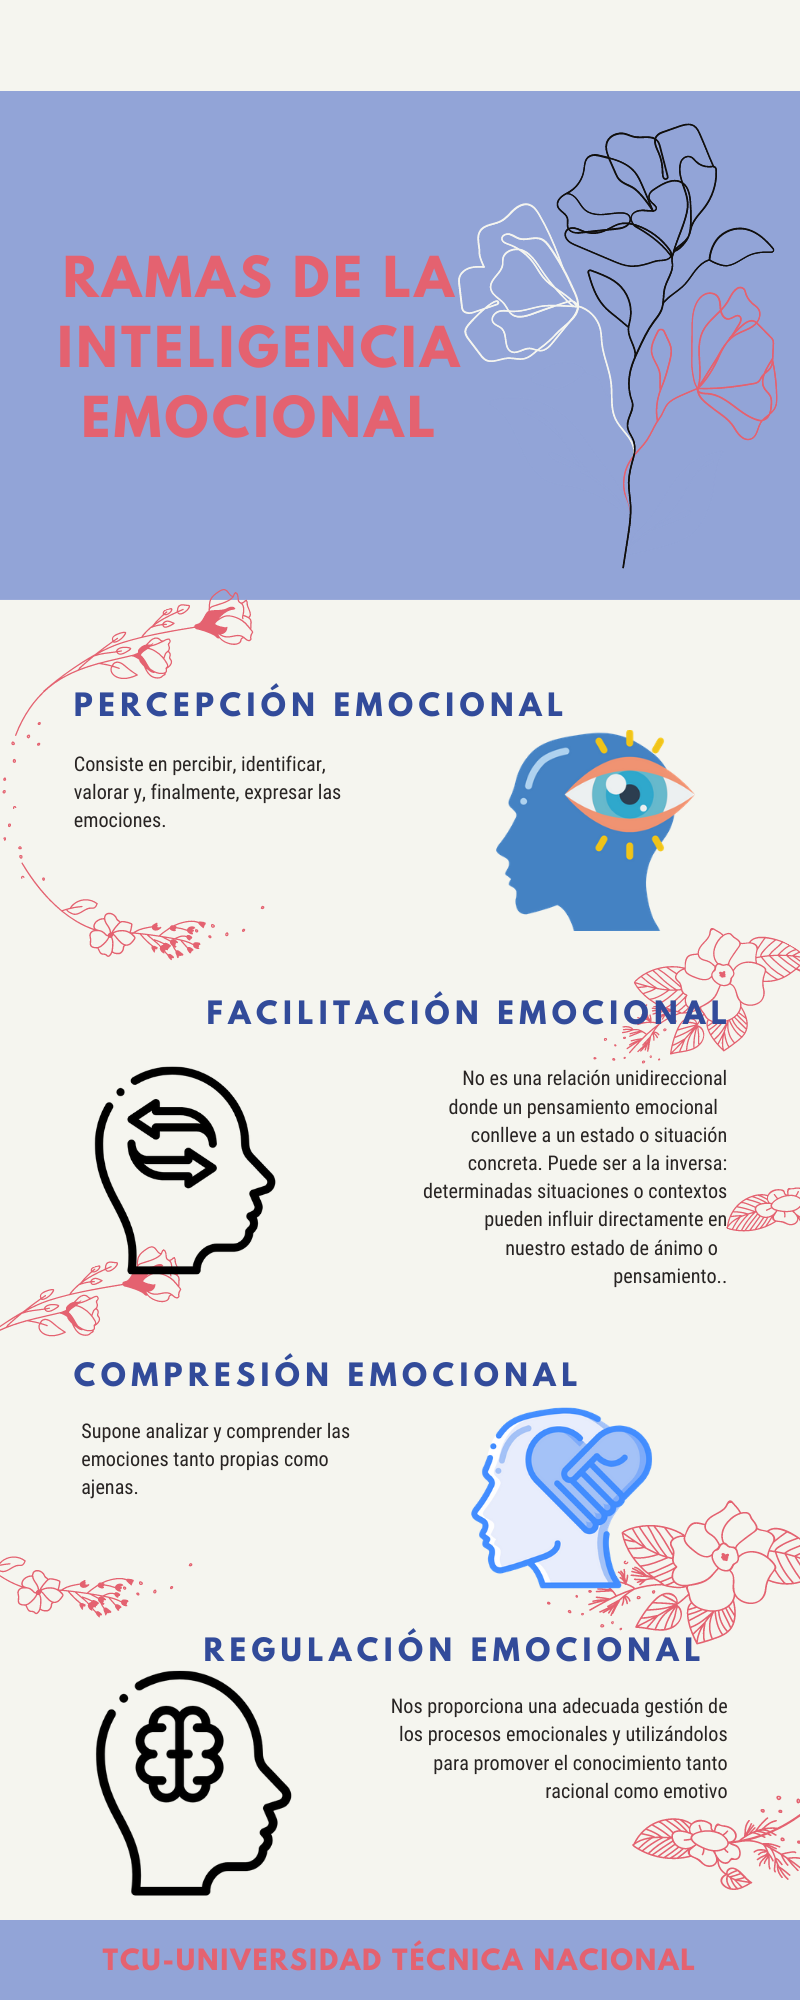 RAMAS DE LA
INTELIGENCIA
EMOCIONAL
PERCEPCIÓN EMOCIONAL
Consiste en percibir, identificar,
valorar y, finalmente, expresar las
emociones.
FACILITACIÓN EMOCIONAL
No es una relación unidireccional
donde un pensamiento emocional
conlleve a un estado o situación
concreta. Puede ser a la inversa:
determinadas situaciones o contextos
pueden influir directamente en
nuestro estado de ánimo o
pensamiento..
COMPRESIÓN EMOCIONAL
Supone analizar y comprender las
emociones tanto propias como
ajenas.
REGULACIÓN EMOCIONAL
Nos proporciona una adecuada gestión de
los procesos emocionales y utilizándolos
para promover el conocimiento tanto
racional como emotivo
TCU-UNIVERSIDAD TÉCNICA NACIONAL